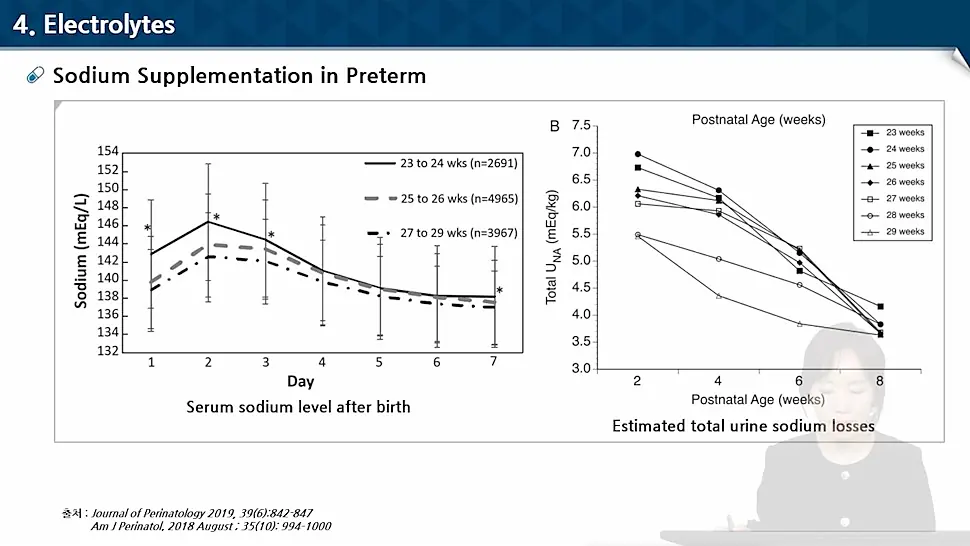 4. Electrolytes
Sodium Supplementation in Preterm
154
152
150
148
146
144
142
140
138
136
134
132
Sodium (mEq/L)
23 to 24 wks (n=2691)
25 to 26 wks (n=4965)
27 to 29 wks (n=3967)
*
*
*
*
1 2 3 4 5 6 7
Day
Serum sodium level after birth
B
Postnatal Age (weeks)
7.5
7.0
6.5
6.0
5.5
5.0
4.5
4.0
3.5
3.0
Total UNA (mEq/kg)
23 weeks
24 weeks
25 weeks
26 weeks
27 weeks
28 weeks
29 weeks
2 4 6 8
Postnatal Age (weeks)
Estimated total urine sodium losses
출처 : Journal of Perinatology 2019, 39(6):842-847
Am J Perinatol, 2018 August ; 35(10): 994-1000